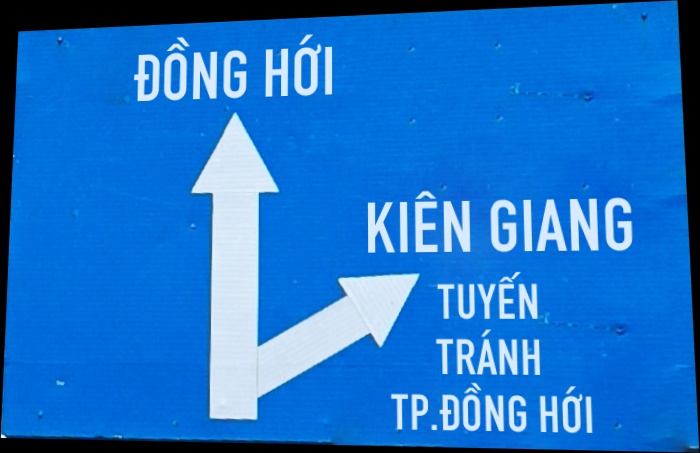 ĐỒNG HỚI
KIÊN GIANG
TUYẾN
TRÁNH
TP.ĐỒNG HỚI